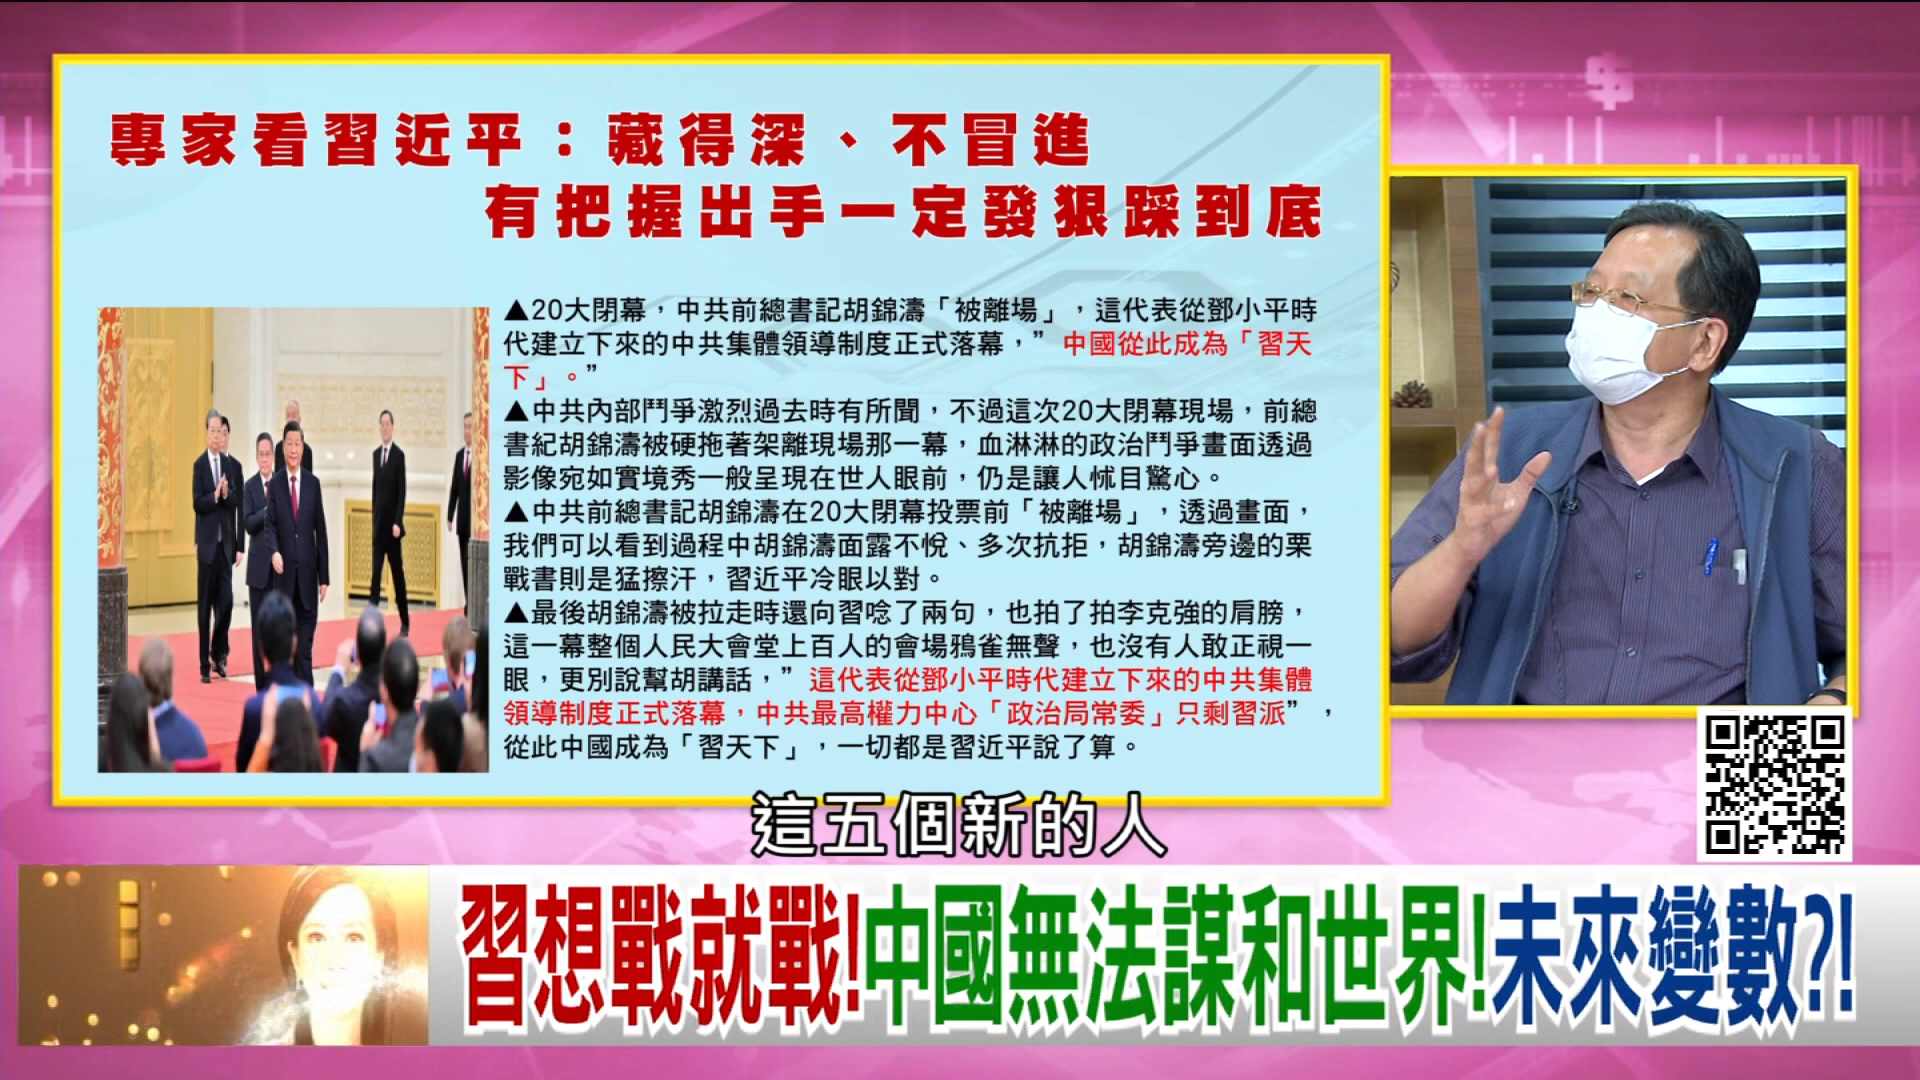 專家看習近平：藏得深、不冒進
有把握出手一定發狠踩到底
▲20大閉幕，中共前總書記胡錦濤「被離場」，這代表從鄧小平時
代建立下來的中共集體領導制度正式落幕，”中國從此成為「習天
下」。”
▲中共內部鬥爭激烈過去時有所聞，不過這次20大閉幕現場，前總
書紀胡錦濤被硬拖著架離現場那一幕，血淋淋的政治鬥爭畫面透過
影像宛如實境秀一般呈現在世人眼前，仍是讓人怵目驚心。
▲中共前總書記胡錦濤在20大閉幕投票前「被離場」，透過畫面，
我們可以看到過程中胡錦濤面露不悅、多次抗拒，胡錦濤旁邊的栗
戰書則是猛擦汗，習近平冷眼以對。
▲最後胡錦濤被拉走時還向習唸了兩句，也拍了拍李克強的肩膀，
這一幕整個人民大會堂上百人的會場鴉雀無聲，也沒有人敢正視一
眼，更別說幫胡講話，”這代表從鄧小平時代建立下來的中共集體
領導制度正式落幕，中共最高權力中心「政治局常委」只剩習派”，
從此中國成為「習天下」，一切都是習近平說了算。
這五個新的人
習想戰就戰!中國無法謀和世界!未來變數?!